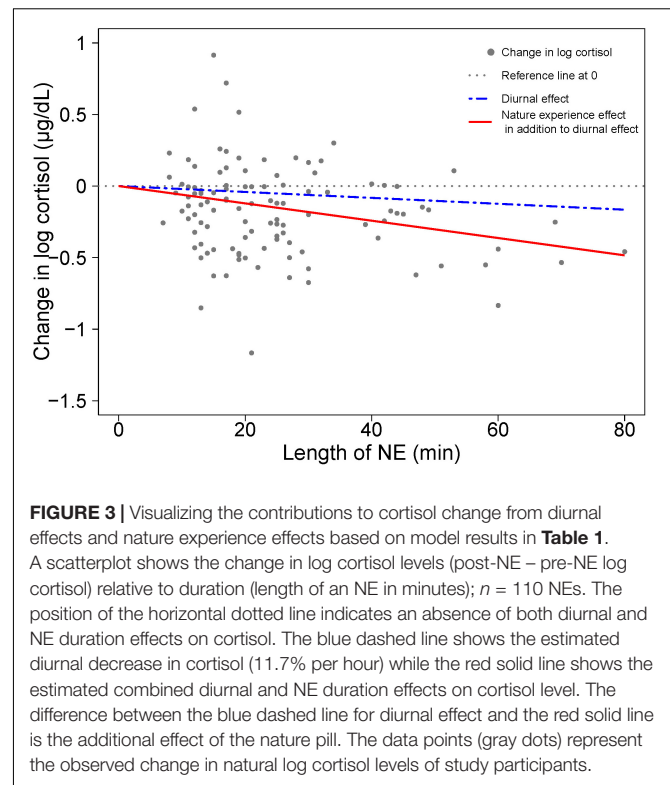 1
0.5
0
−0.5
−1
−1.5
Change in log cortisol (µg/dL)
Change in log cortisol
Reference line at 0
Diurnal effect
Nature experience effect
in addition to diurnal effect
0 20 40 60 80
Length of NE (min)
FIGURE 3 | Visualizing the contributions to cortisol change from diurnal
effects and nature experience effects based on model results in Table 1.
A scatterplot shows the change in log cortisol levels (post-NE – pre-NE log
cortisol) relative to duration (length of an NE in minutes); n = 110 NEs. The
position of the horizontal dotted line indicates an absence of both diurnal and
NE duration effects on cortisol. The blue dashed line shows the estimated
diurnal decrease in cortisol (11.7% per hour) while the red solid line shows the
estimated combined diurnal and NE duration effects on cortisol level. The
difference between the blue dashed line for diurnal effect and the red solid line
is the additional effect of the nature pill. The data points (gray dots) represent
the observed change in natural log cortisol levels of study participants.